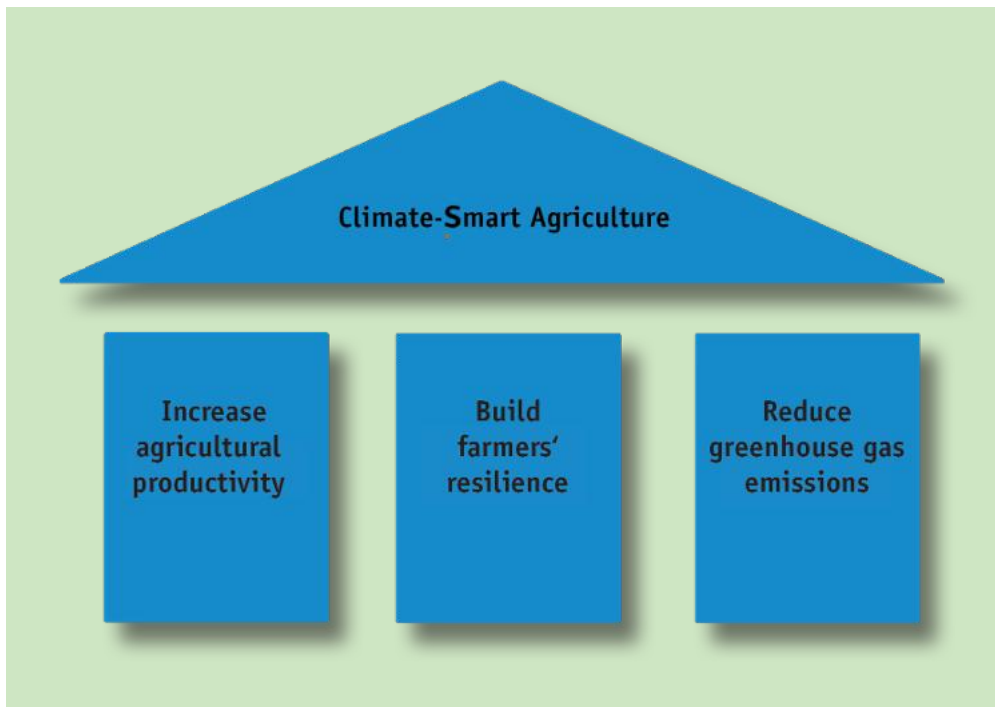 Climate-Smart Agriculture
Increase
agricultural
productivity
Build
farmers‘
resilience
Reduce
greenhouse gas
emissions